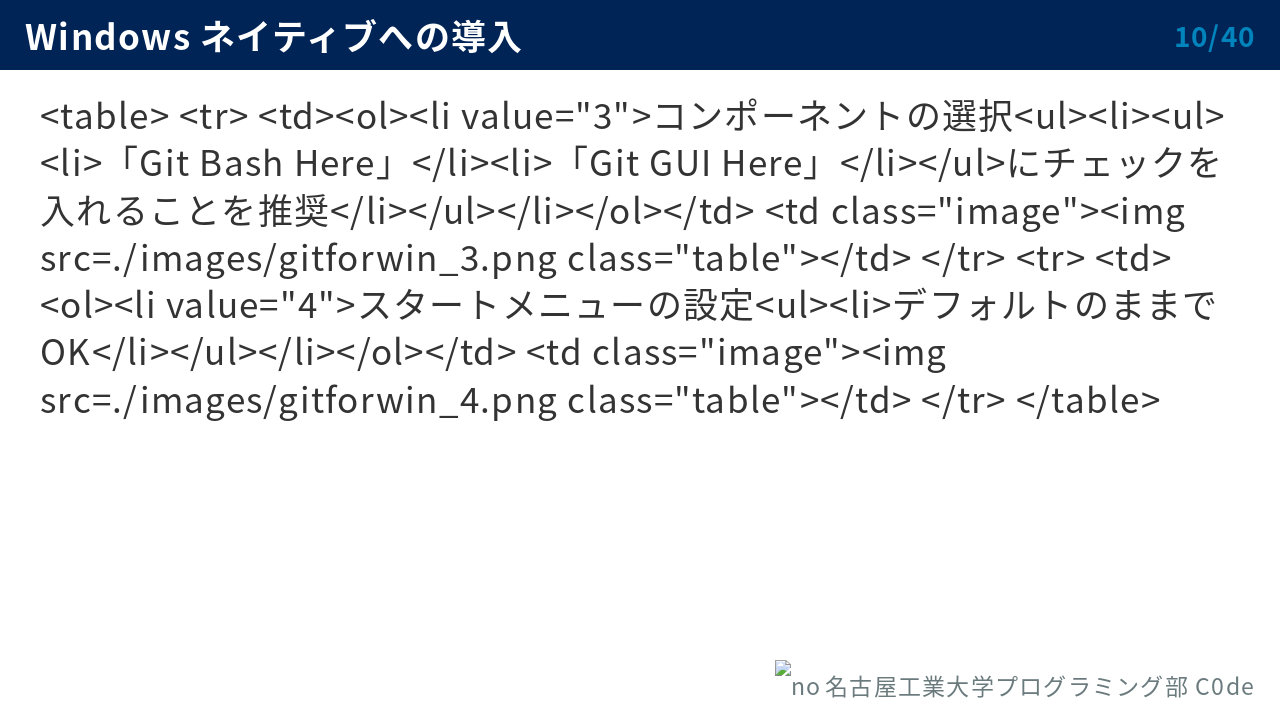 Windows ネイティブへの導入
10/40
<table> <tr> <td><ol><li value="3">コンポーネントの選択<ul><li><ul>
<li>「Git Bash Here」</li><li>「Git GUI Here」</li></ul>にチェックを
入れることを推奨</li></ul></li></ol></td> <td class="image"><img
src=./images/gitforwin_3.png class="table"></td> </tr> <tr> <td>
<ol><li value="4">スタートメニューの設定<ul><li>デフォルトのままで
OK</li></ul></li></ol></td> <td class="image"><img
src=./images/gitforwin_4.png class="table"></td> </tr> </table>
no 名古屋工業大学プログラミング部 C0de